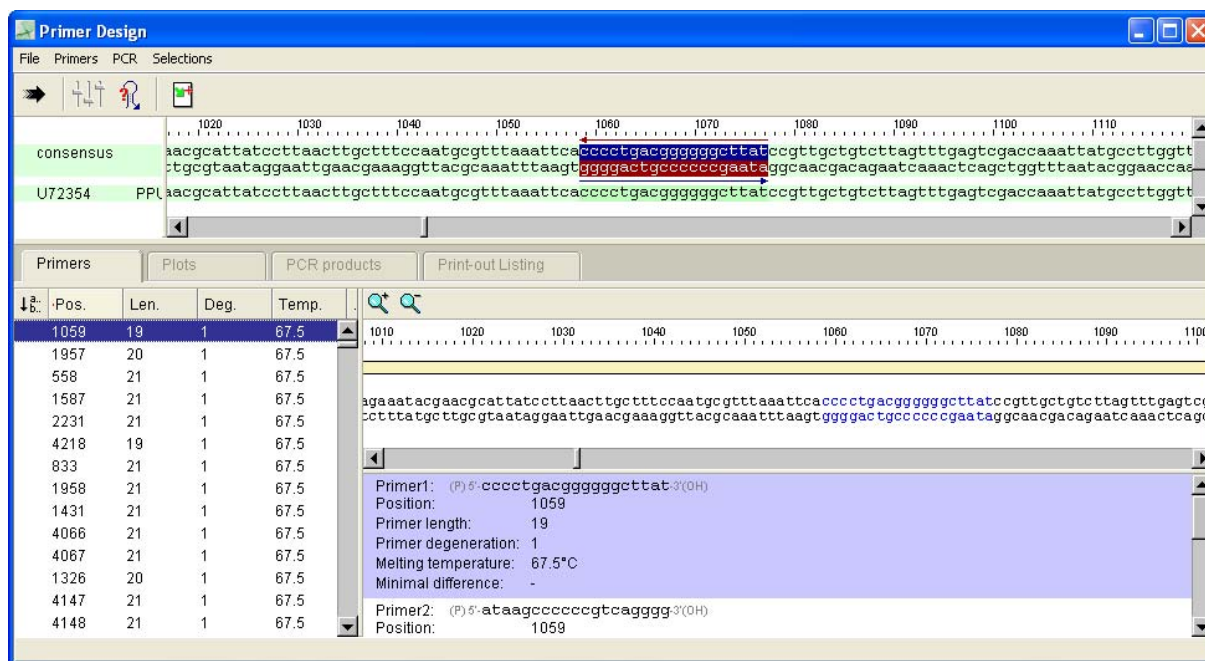 Primer Design
File Primers PCR Selections
1020 1030 1040 1050 1060 1070 1080 1090 1100 1110
consensus aacgcattatccttaacttgctttccaatgcgtttaaattcacccctgacggggggcttatccgttgctgtcttagtttgagtcgaccaaattatgccttggtt
ttgcgtaataggaattgaacgaaaggttacgcaaatttaagtggggactgccccccgaataggcaacgacagaatcaaactcagctggtttaatacggaaccaa
U72354 PPU aacgcattatccttaacttgctttccaatgcgtttaaattcacccctgacggggggcttatccgttgctgtcttagtttgagtcgaccaaattatgccttggtt
Primers Plots PCR products Print-out Listing
Pos. Len. Deg. Temp.
1059 19 1 67.5
1957 20 1 67.5
558 21 1 67.5
1587 21 1 67.5
2231 21 1 67.5
4218 19 1 67.5
833 21 1 67.5
1958 21 1 67.5
1431 21 1 67.5
4066 21 1 67.5
4067 21 1 67.5
1326 20 1 67.5
4147 21 1 67.5
4148 21 1 67.5
1010 1020 1030 1040 1050 1060 1070 1080 1090 1100
agaaatacgaacgcattatccttaacttgctttccaatgcgtttaaattcacccctgacggggggcttatccgttgctgtcttagtttgagtcg
tctttatgcttgcgtaataggaattgaacgaaaggttacgcaaatttaagtggggactgccccccgaataggcaacgacagaatcaaactcagc
Primer1: (P) 5'-cccctgacggggggcttat-3'(OH)
Position: 1059
Primer length: 19
Primer degeneration: 1
Melting temperature: 67.5°C
Minimal difference: -
Primer2: (P) 5'-ataagccccccgtcagggg-3'(OH)
Position: 1059